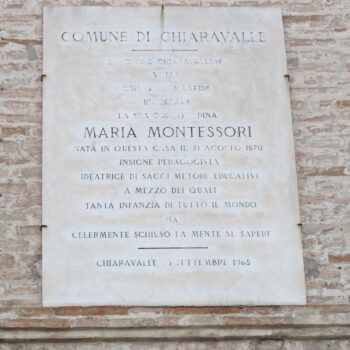 COMUNE DI CHIARAVALLE
VOLLE
LA SUA
MARIA MONTESSORI
NATA IN QUESTA CASA IL 31 AGOSTO 1870
INSIGNE PEDAGOGISTA
IDEATRICE DI SAGGI METODI EDUCATIVI
A MEZZO DEI QUALI
TANTA INFANZIA DI TUTTO IL MONDO
HA
CELERMENTE SCHIUSO LA MENTE AL SAPERE
CHIARAVALLE SETTEMBRE 1965